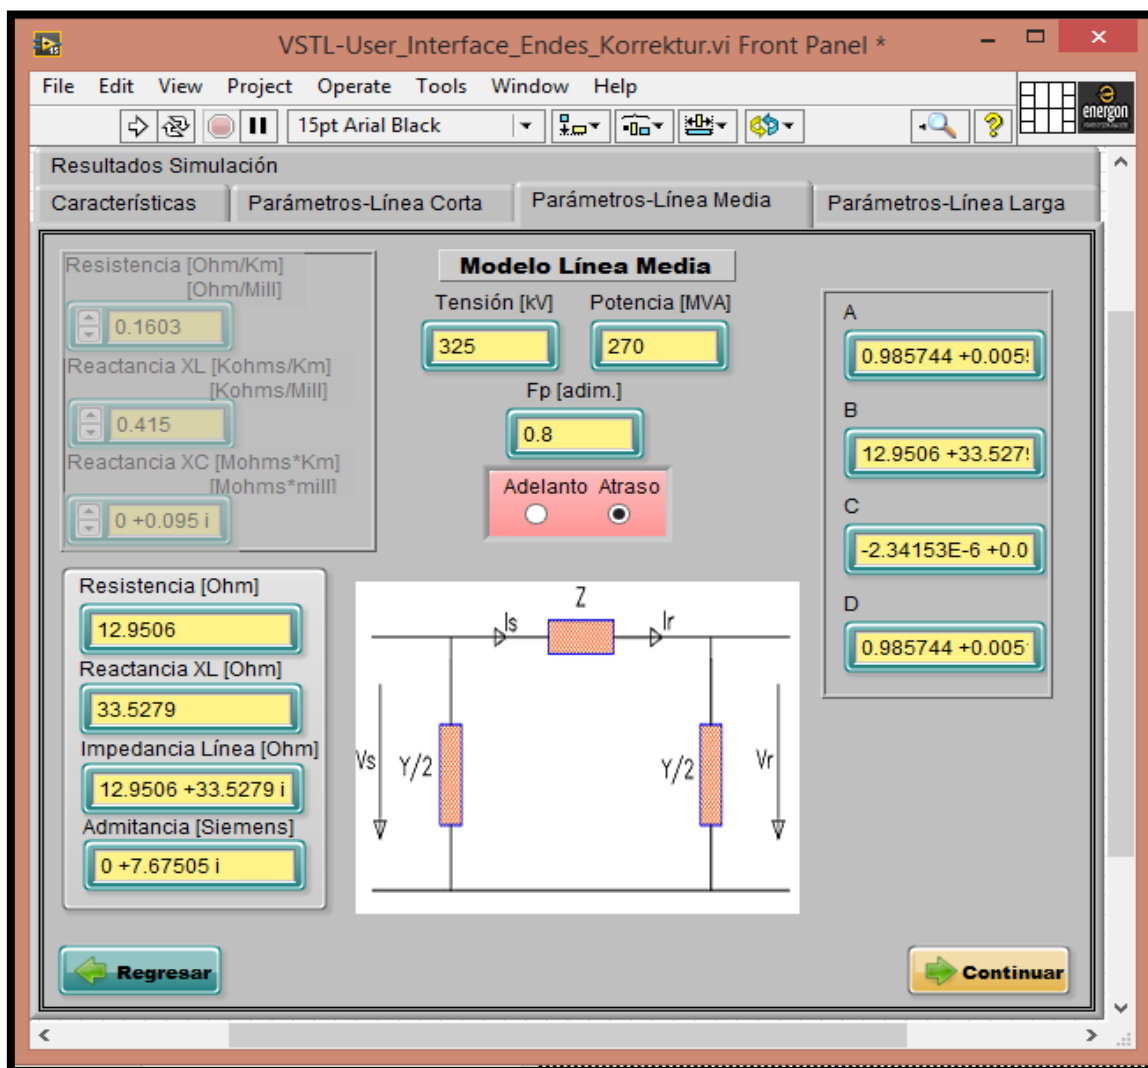 VSTL-User_Interface_Endes_Korrektur.vi Front Panel *
File Edit View Project Operate Tools Window Help
15pt Arial Black
energon
Resultados Simulación
Características Parámetros-Línea Corta Parámetros-Línea Media Parámetros-Línea Larga
Resistencia [Ohm/Km]
[Ohm/Mill]
0.1603
Reactancia XL [Kohms/Km]
[Kohms/Mill]
0.415
Reactancia XC [Mohms*Km]
[Mohms*mill]
0 +0.095 i
Modelo Línea Media
Tensión [kV] Potencia [MVA]
325 270
Fp [adim.]
0.8
Adelanto Atraso
A
0.985744 +0.005
B
12.9506 +33.527
C
-2.34153E-6 +0.0
D
0.985744 +0.005
Resistencia [Ohm]
12.9506
Reactancia XL [Ohm]
33.5279
Impedancia Línea [Ohm]
12.9506 +33.5279 i
Admitancia [Siemens]
0 +7.67505 i
Z
Is Ir
Vs Y/2 Y/2 Vr
Regresar Continuar